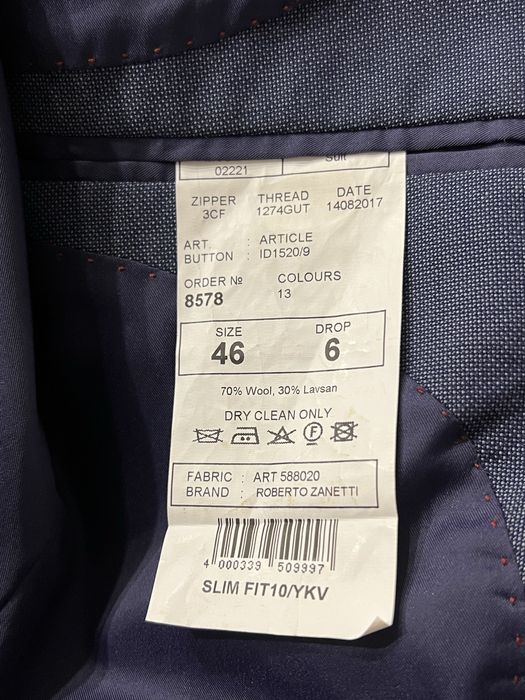 02221 Suit
ZIPPER THREAD DATE
3CF 1274GUT 14082017
ART. : ARTICLE
BUTTON : ID1520/9
ORDER № COLOURS
8578 13
SIZE DROP
46 6
70% Wool, 30% Lavsan
DRY CLEAN ONLY
F
FABRIC : ART 588020
BRAND : ROBERTO ZANETTI
4 000339 509997
SLIM FIT10/YKV